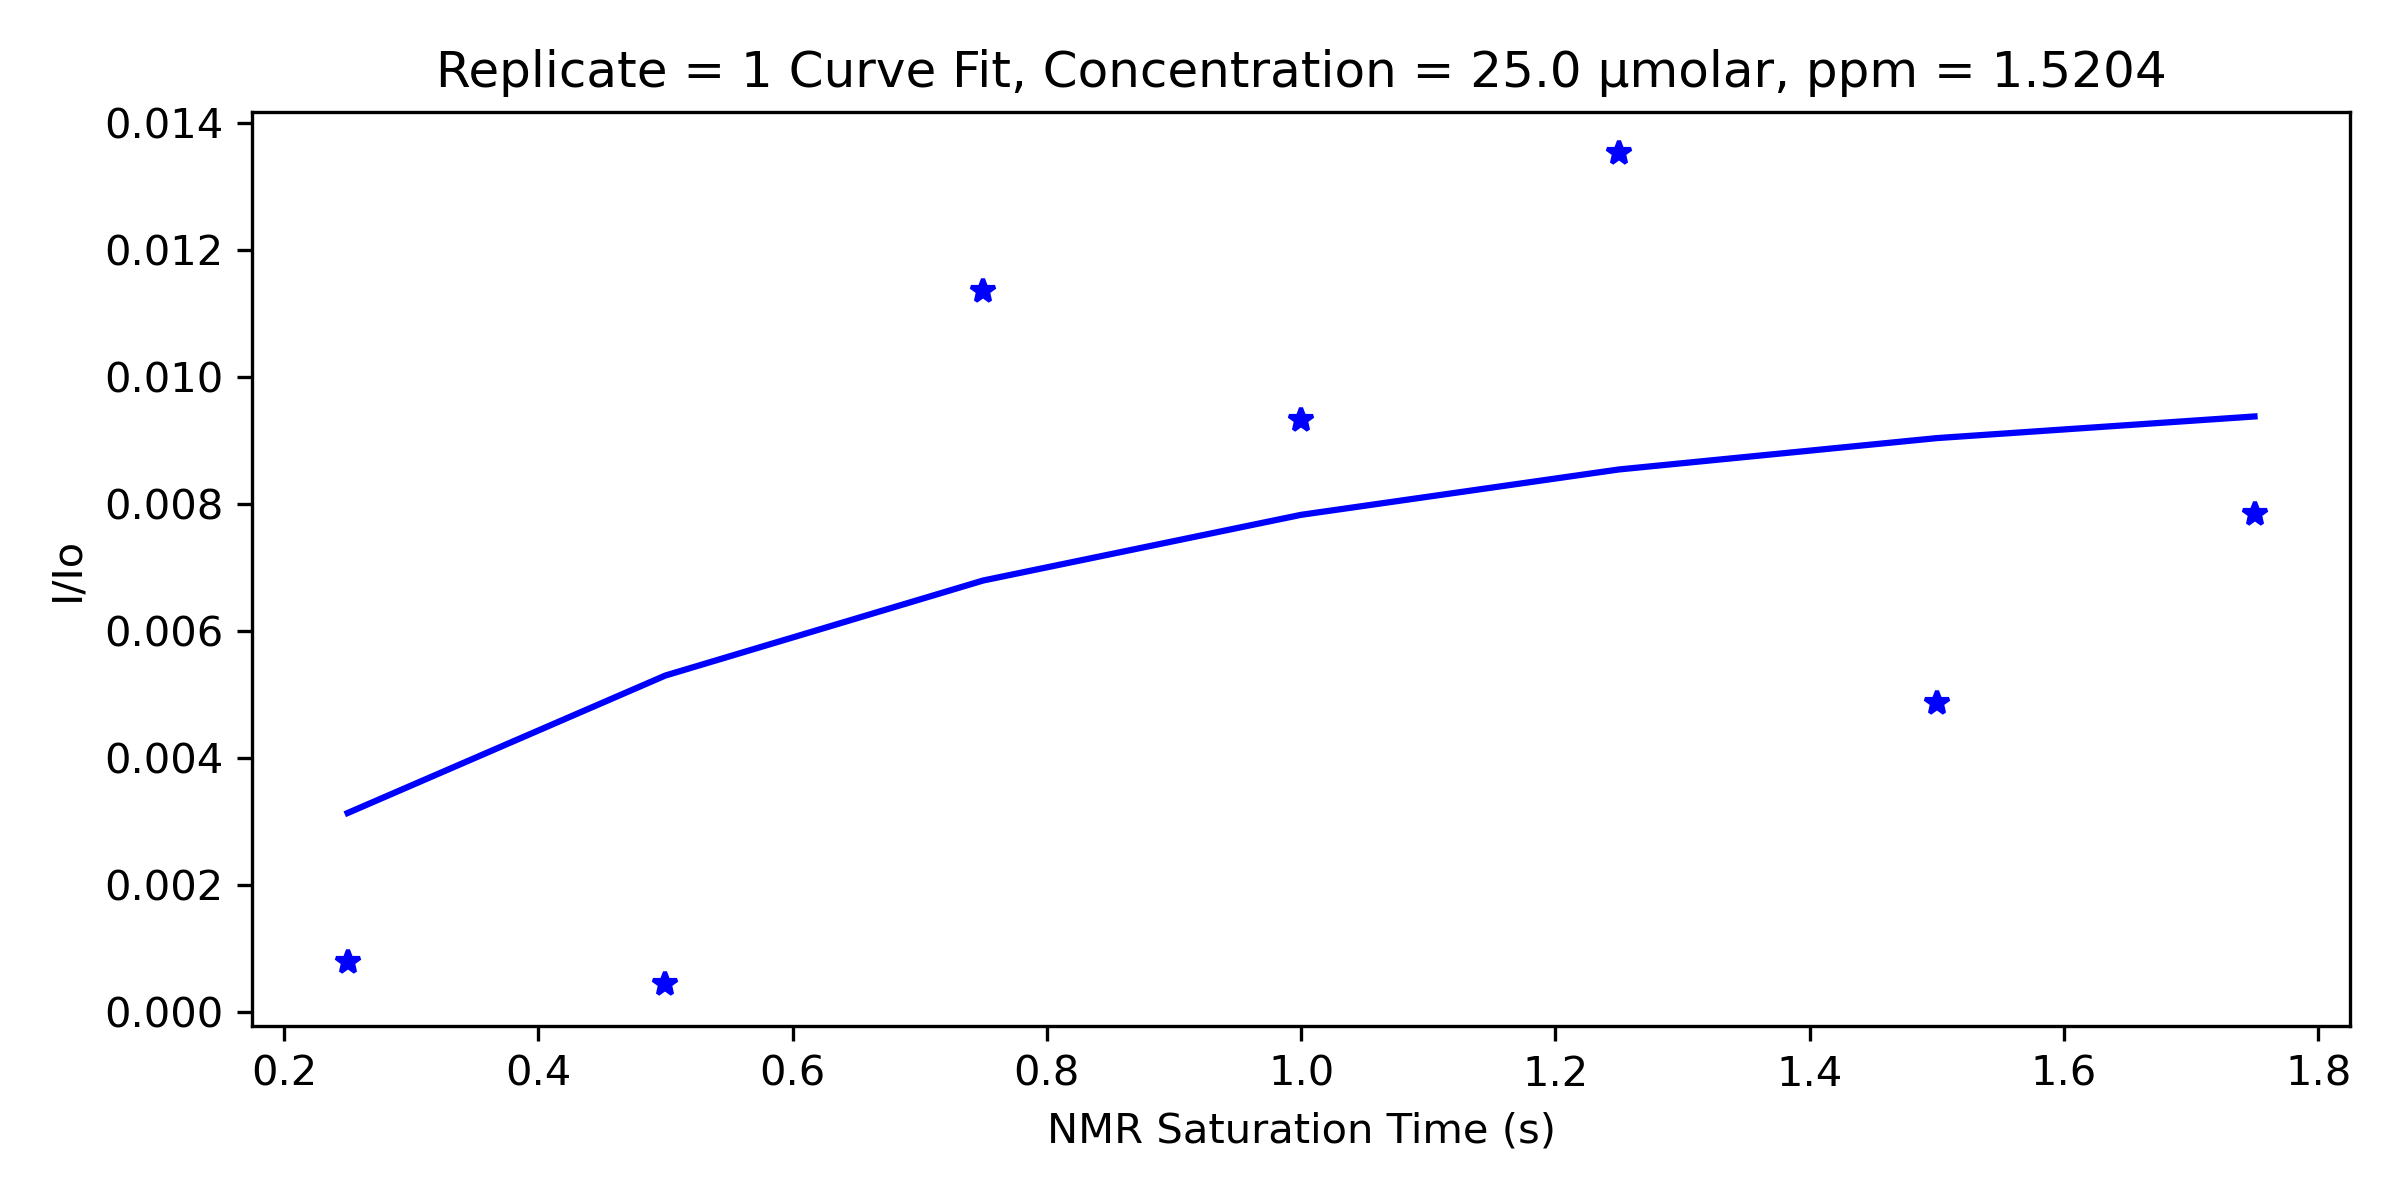 Replicate = 1 Curve Fit, Concentration = 25.0 µmolar, ppm = 1.5204
0.014
0.012
0.010
0.008
0.006
0.004
0.002
0.000
I/Io
0.2 0.4 0.6 0.8 1.0 1.2 1.4 1.6 1.8
NMR Saturation Time (s)